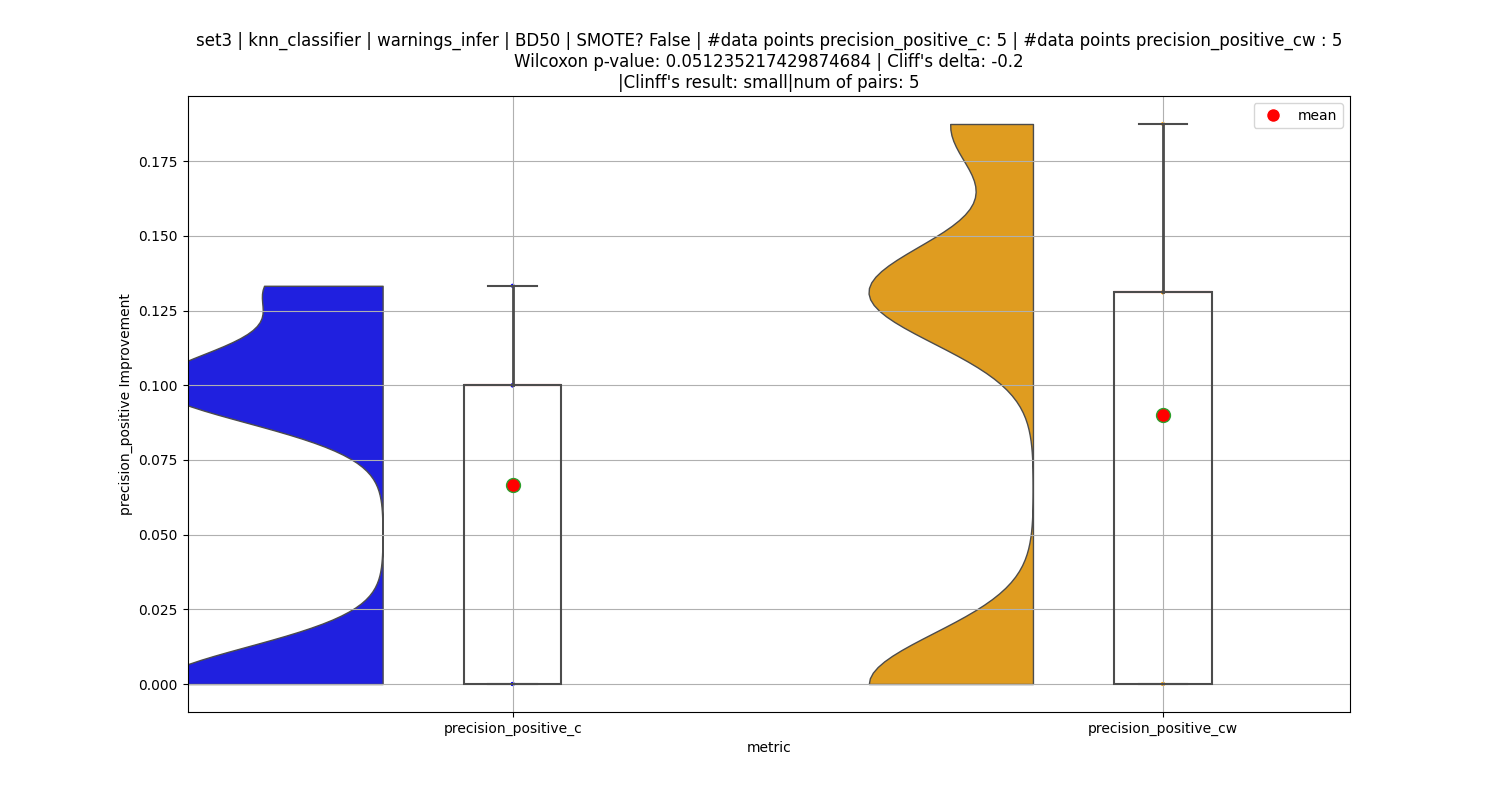 set3 | knn_classifier | warnings_infer | BD50 | SMOTE? False | #data points precision_positive_c: 5 | #data points precision_positive_cw : 5
Wilcoxon p-value: 0.051235217429874684 | Cliff's delta: -0.2
|Clinff's result: small|num of pairs: 5
mean
precision_positive Improvement
0.175
0.150
0.125
0.100
0.075
0.050
0.025
0.000
precision_positive_c
precision_positive_cw
metric